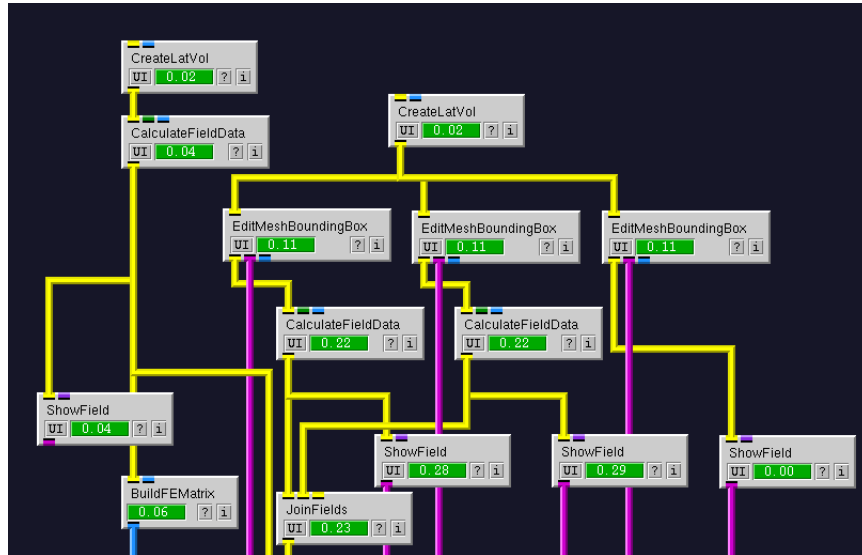 CreateLatVol
UI 0.02 ? i
CreateLatVol
UI 0.02 ? i
CalculateFieldData
UI 0.04 ? i
EditMeshBoundingBox
UI 0.11 ? i
EditMeshBoundingBox
UI 0.11 ? i
EditMeshBoundingBox
UI 0.11 ? i
CalculateFieldData
UI 0.22 ? i
CalculateFieldData
UI 0.22 ? i
ShowField
UI 0.04 ? i
ShowField
UI 0.28 ? i
ShowField
UI 0.29 ? i
ShowField
UI 0.00 ? i
BuildFEMatrix
0.06 ? i
JoinFields
UI 0.23 ? i